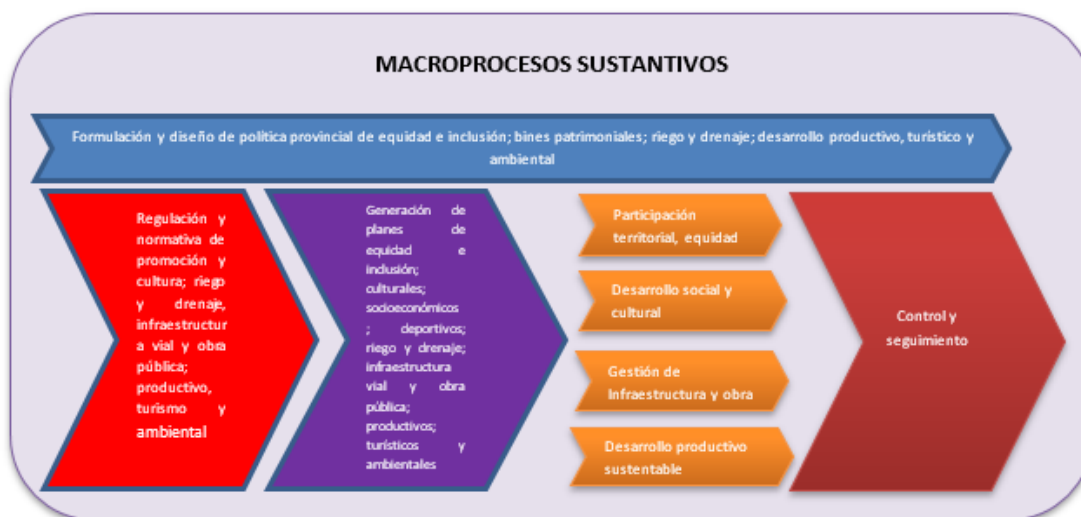 MACROPROCESOS SUSTANTIVOS
Formulación y diseño de política provincial de equidad e inclusión; bines patrimoniales; riego y drenaje; desarrollo productivo, turístico y
ambiental
Regulación y
normativa de
promoción y
cultura; riego
y drenaje,
infraestructur
a vial y obra
pública;
productivo,
turismo y
ambiental
Generación de
planes de
equidad e
inclusión;
culturales;
socioeconómicos
; deportivos;
riego y drenaje;
infraestructura
vial y obra
pública;
productivos;
turísticos y
ambientales
Participación
territorial, equidad
Desarrollo social y
cultural
Gestión de
Infraestructura y obra
Desarrollo productivo
sustentable
Control y
seguimiento